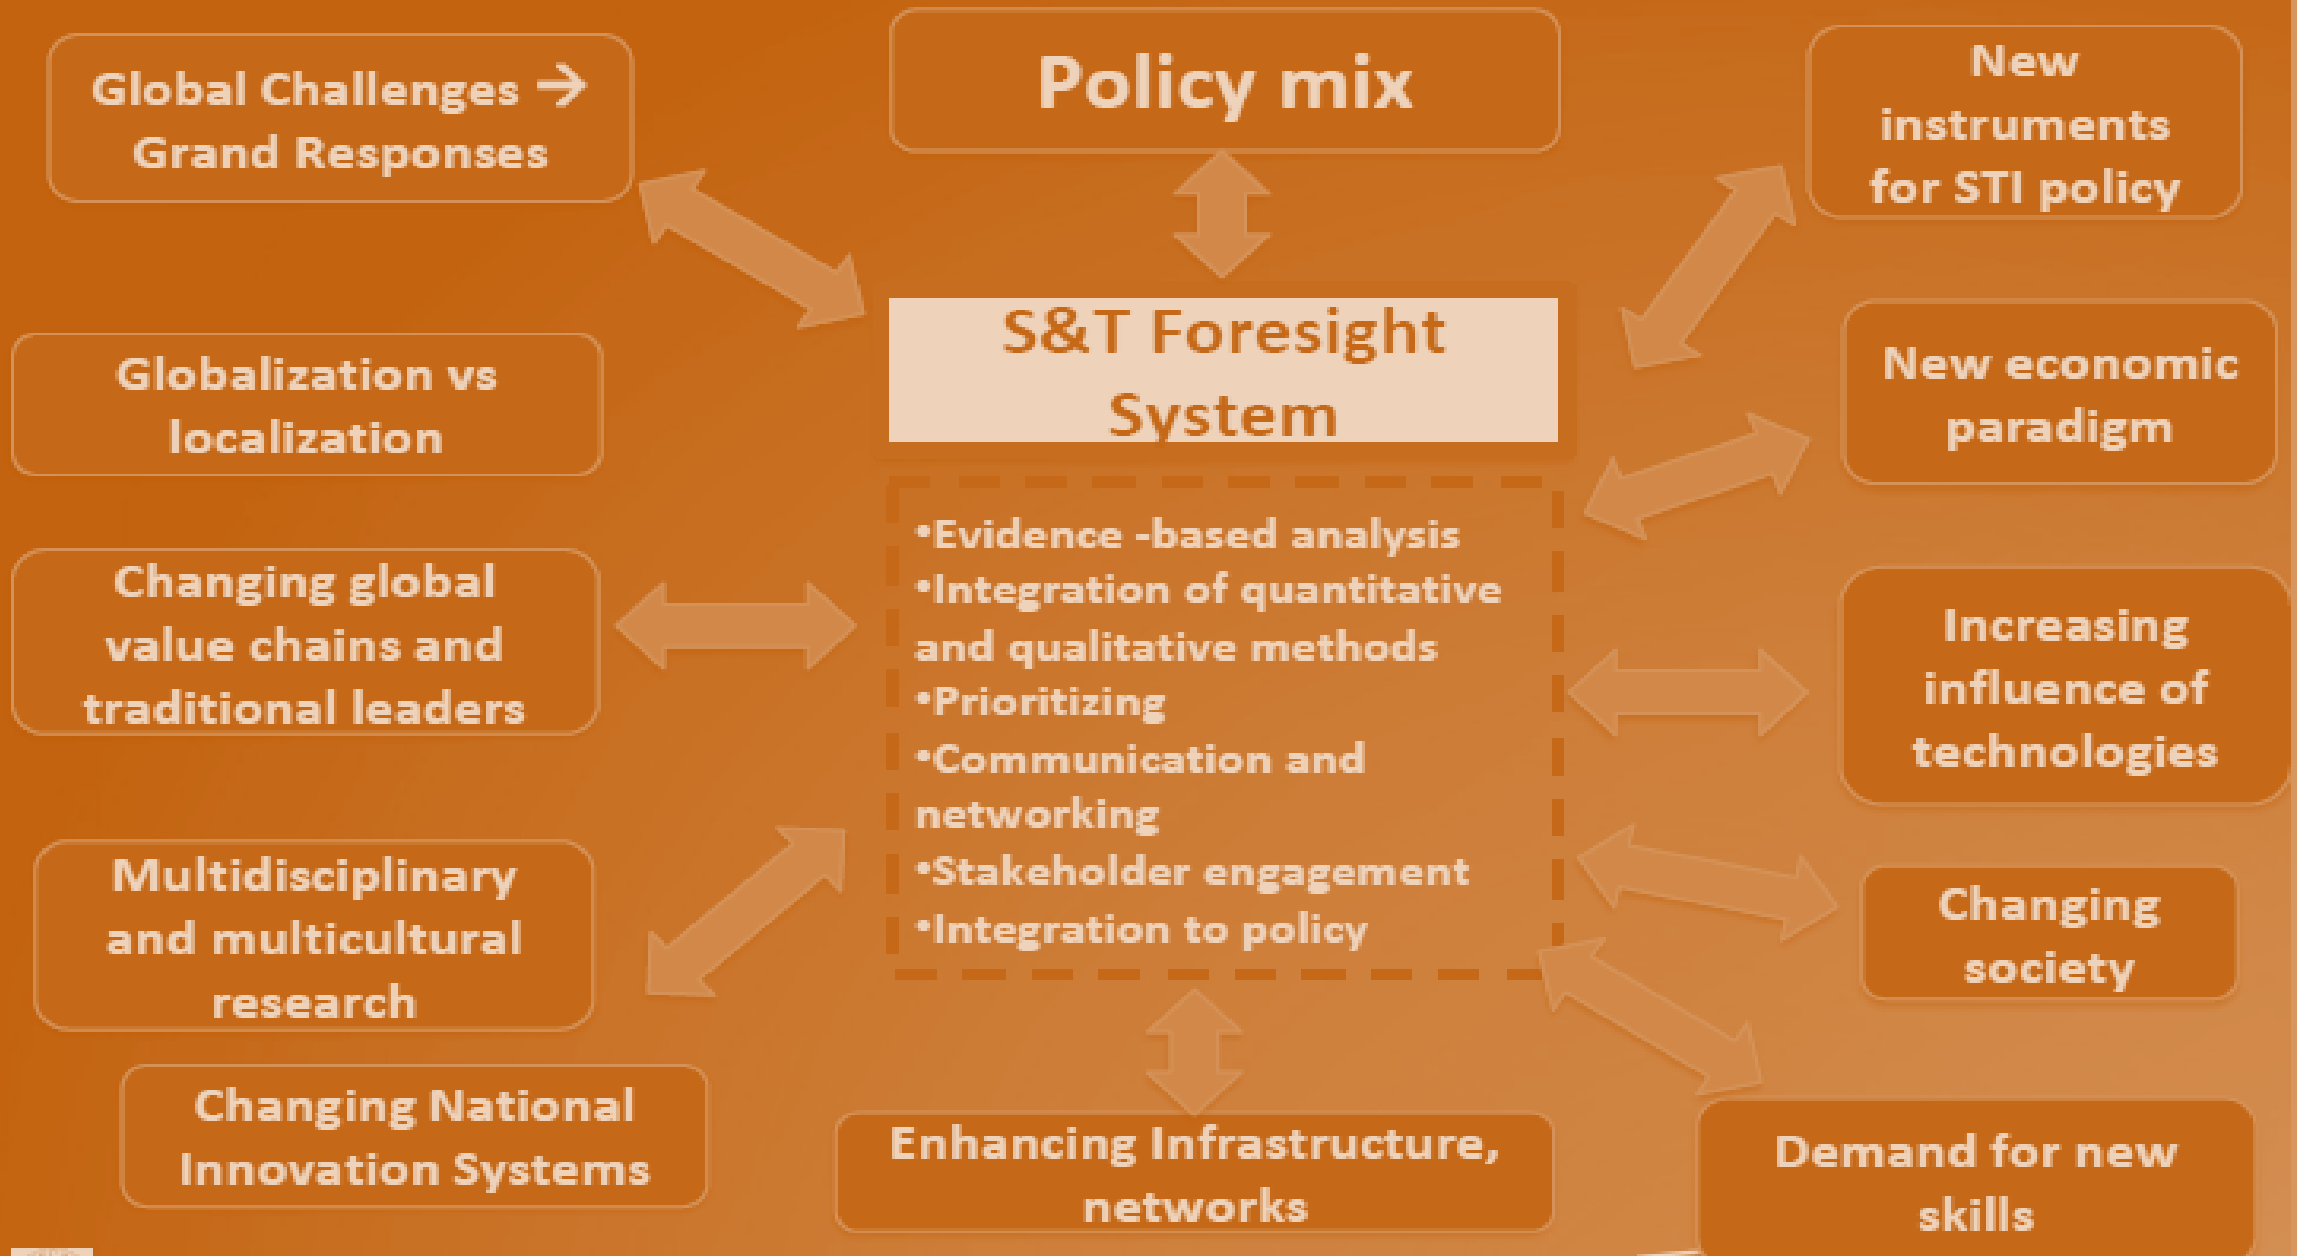 Global Challenges →
Grand Responses
Policy mix
New
instruments
for STI policy
S&T Foresight
System
Globalization vs
localization
New economic
paradigm
•Evidence -based analysis
•Integration of quantitative
and qualitative methods
•Prioritizing
•Communication and
networking
•Stakeholder engagement
•Integration to policy
Changing global
value chains and
traditional leaders
Increasing
influence of
technologies
Multidisciplinary
and multicultural
research
Changing
society
Changing National
Innovation Systems
Enhancing Infrastructure,
networks
Demand for new
skills